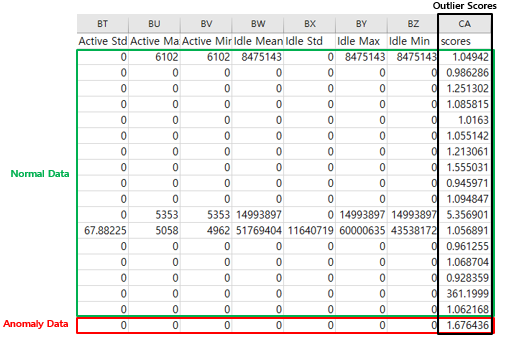 Outlier Scores
BT BU BV BW BX BY BZ CA
Active Std Active Ma Active Mir Idle Mean Idle Std Idle Max Idle Min scores
0 6102 6102 8475143 0 8475143 8475143 1.04942
0 0 0 0 0 0 0 0.986286
0 0 0 0 0 0 0 1.251302
0 0 0 0 0 0 0 1.085815
0 0 0 0 0 0 0 1.0163
0 0 0 0 0 0 0 1.055142
0 0 0 0 0 0 0 1.213061
0 0 0 0 0 0 0 1.555031
Normal Data
0 0 0 0 0 0 0 0.945971
0 0 0 0 0 0 0 1.094847
0 5353 5353 14993897 0 14993897 14993897 5.356901
67.88225 5058 4962 51769404 11640719 60000635 43538172 1.056891
0 0 0 0 0 0 0 0.961255
0 0 0 0 0 0 0 1.068704
0 0 0 0 0 0 0 0.928359
0 0 0 0 0 0 0 361.1999
0 0 0 0 0 0 0 1.062168
Anomaly Data
0 0 0 0 0 0 0 1.676436